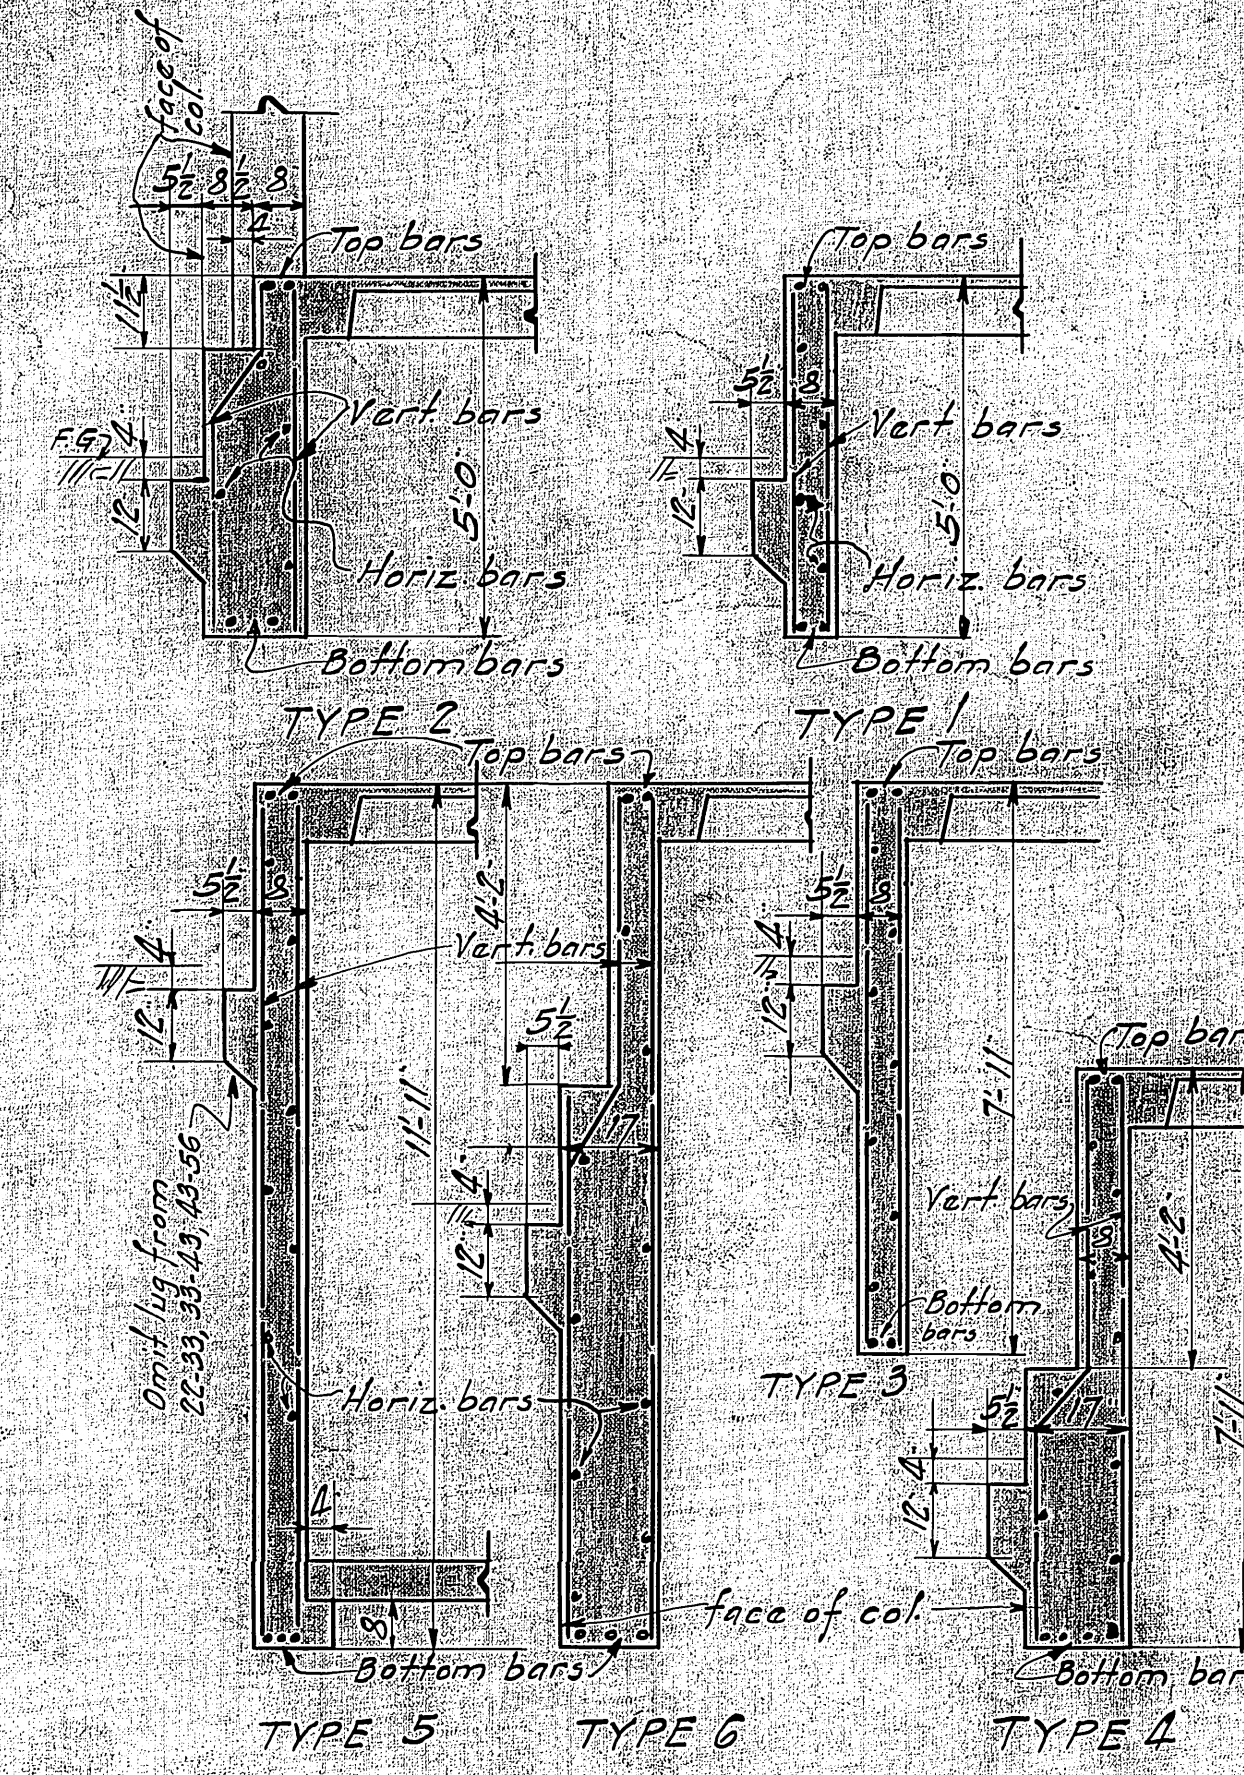 face of
col.
5½ 8½ 8
4
Top bars
11½"
F.G. 4"
12"
Vert. bars
5'-0"
Horiz. bars
Bottom bars
TYPE 2
Top bars
5½ 8
4"
12"
Vert. bars
5'-0"
Horiz. bars
Bottom bars
TYPE 1
Top bars
5½ 8
4"
12"
Vert. bars
11'-11"
4'-2"
5½
17
4"
12"
Omit lug from
22-33, 33-43, 43-56
Horiz. bars
4"
8
Bottom bars
TYPE 5
TYPE 6
Top bars
5½ 8
4"
12"
7'-11"
Bottom
bars
TYPE 3
Top bar
Vert bars
8
4'-2"
5½ 17
4"
12"
7'-11"
face of col.
Bottom bar
TYPE 4